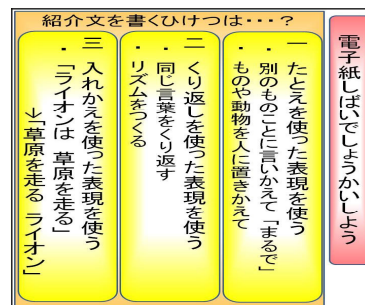 電子紙しばいでしょうかいしよう
紹介文を書くひけつは・・・？
一 たとえを使った表現を使う
・ 別のものことに言いかえて「まるで」
・ ものや動物を人に置きかえて
二 くり返しを使った表現を使う
・ 同じ言葉をくり返す
・ リズムをつくる
三 入れかえを使った表現を使う
・ 「ライオンは 草原を走る」
→「草原を走る ライオン」